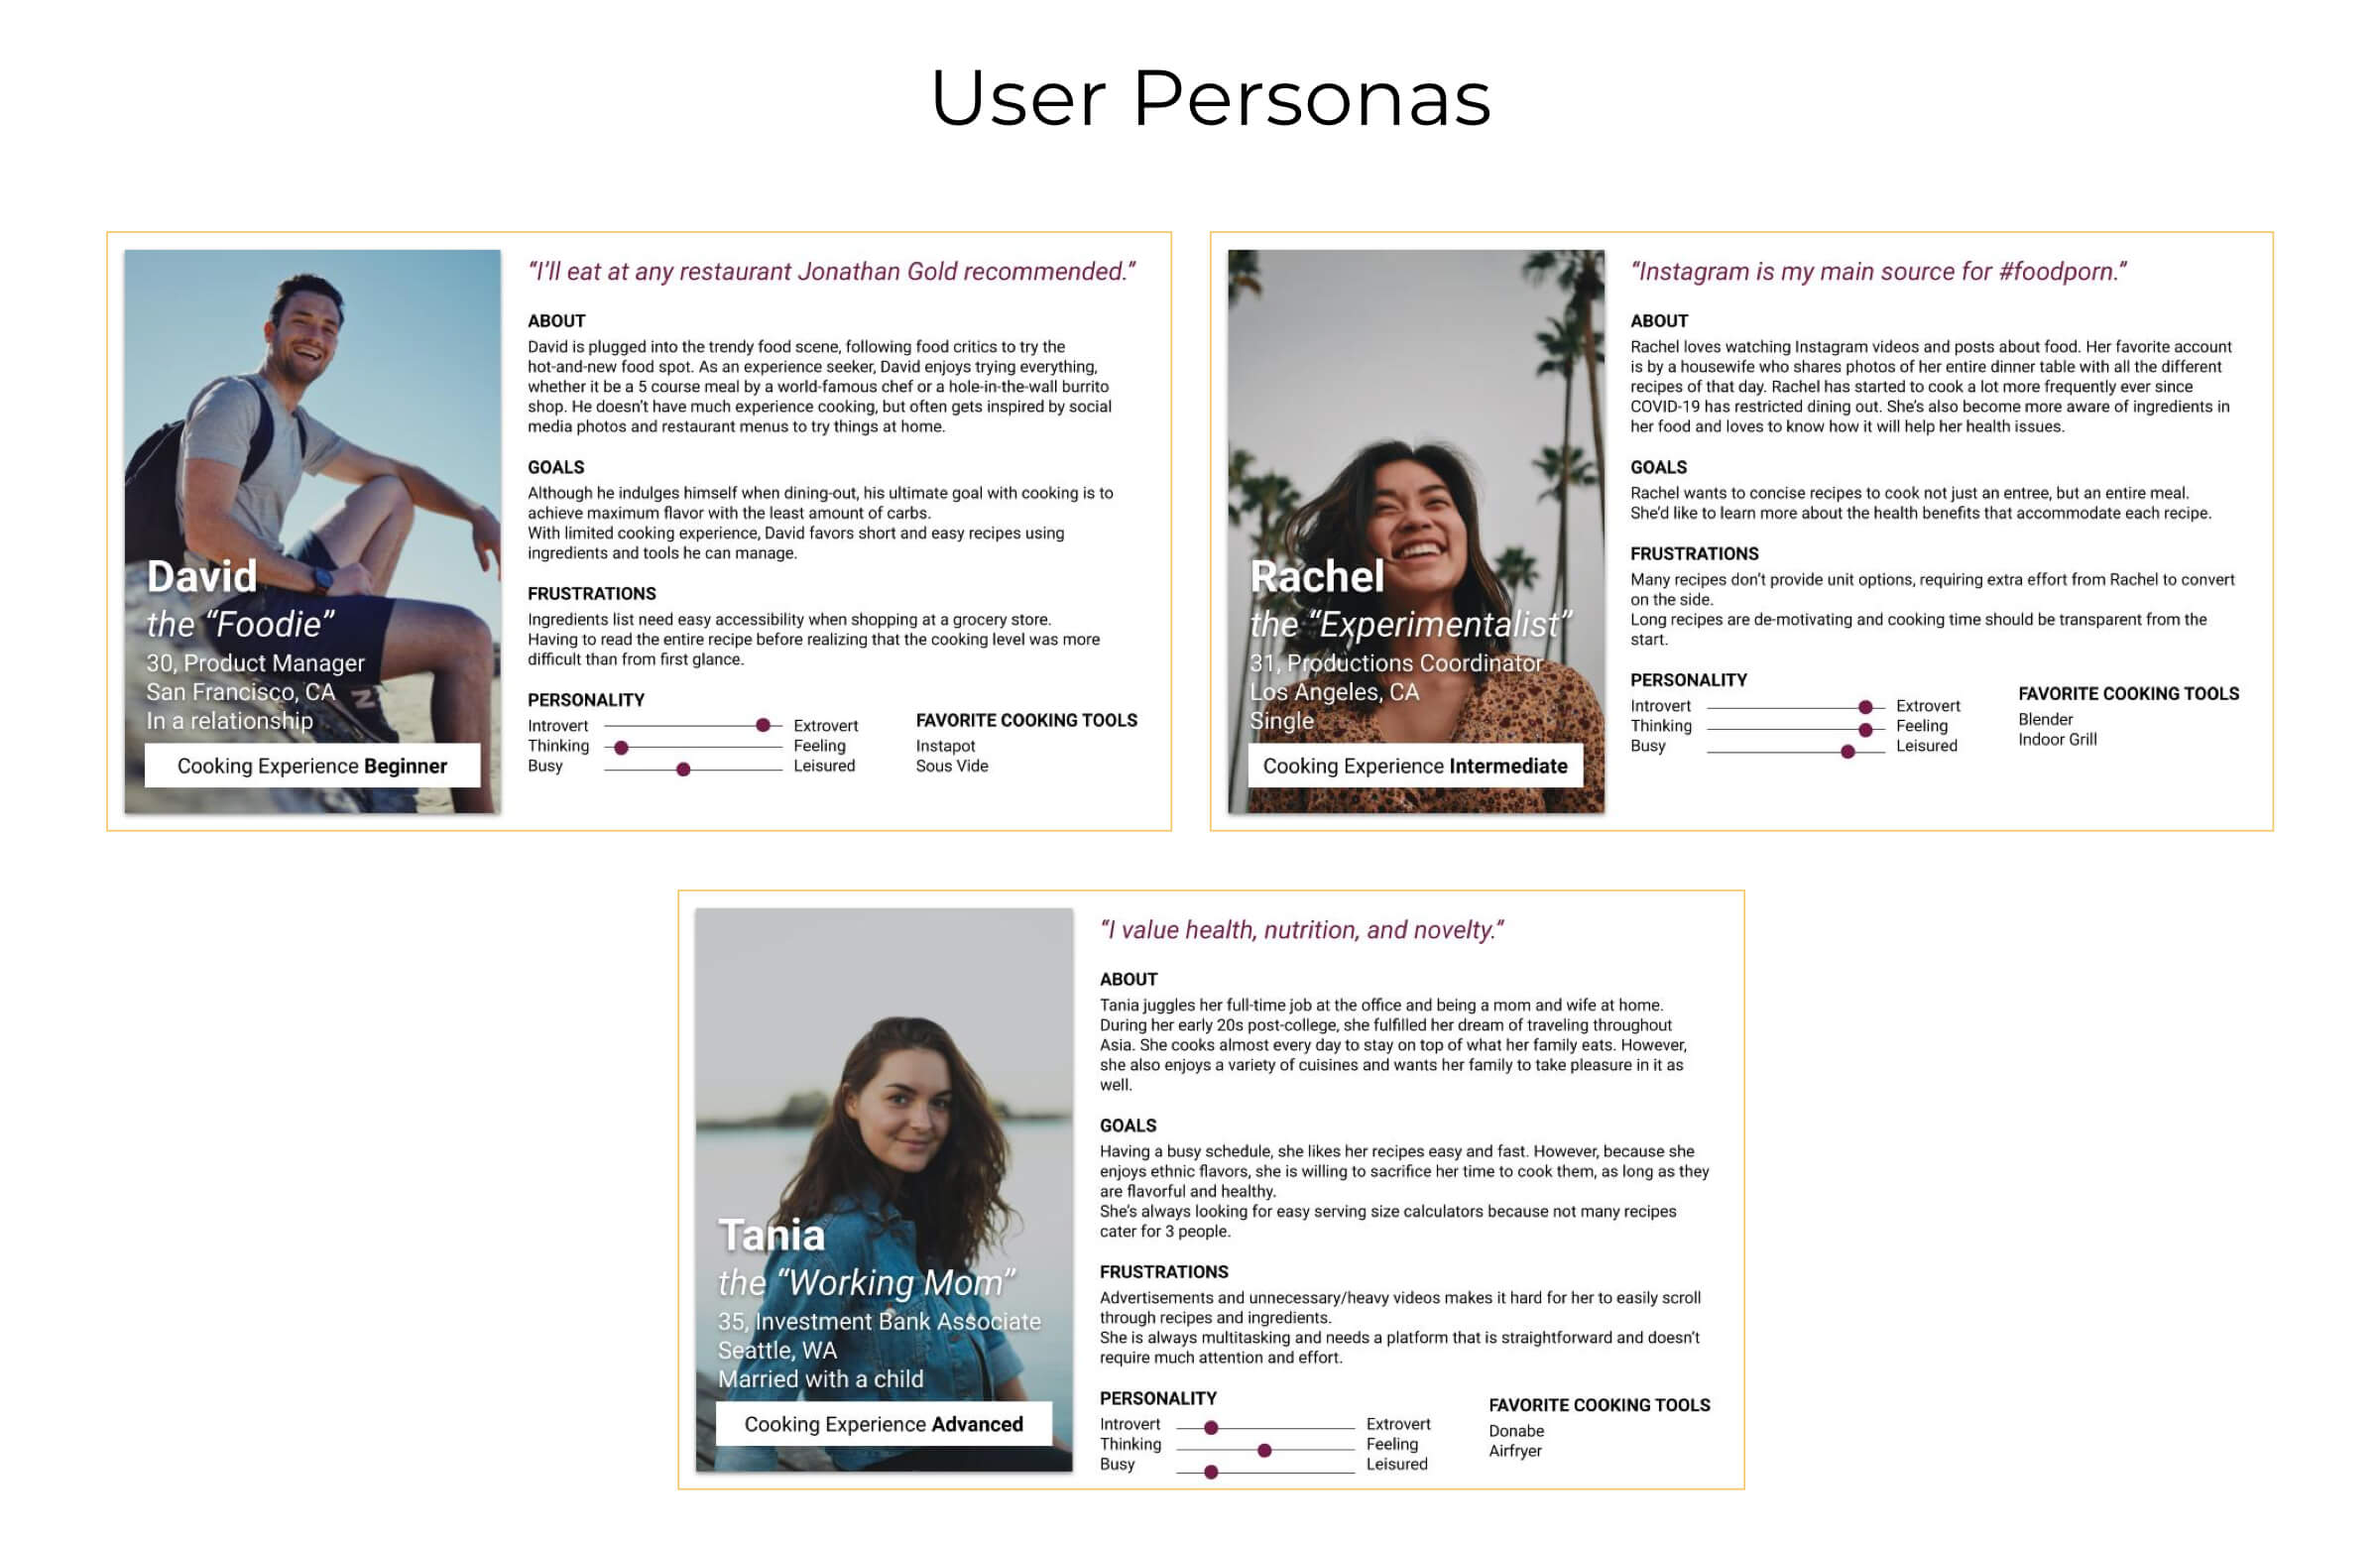 User Personas
“I’ll eat at any restaurant Jonathan Gold recommended.”
ABOUT
David is plugged into the trendy food scene, following food critics to try the
hot-and-new food spot. As an experience seeker, David enjoys trying everything,
whether it be a 5 course meal by a world-famous chef or a hole-in-the-wall burrito
shop. He doesn’t have much experience cooking, but often gets inspired by social
media photos and restaurant menus to try things at home.
GOALS
Although he indulges himself when dining-out, his ultimate goal with cooking is to
achieve maximum flavor with the least amount of carbs.
With limited cooking experience, David favors short and easy recipes using
ingredients and tools he can manage.
FRUSTRATIONS
Ingredients list need easy accessibility when shopping at a grocery store.
Having to read the entire recipe before realizing that the cooking level was more
difficult than from first glance.
PERSONALITY
Introvert Extrovert
Thinking Feeling
Busy Leisured
FAVORITE COOKING TOOLS
Instapot
Sous Vide
David
the “Foodie”
30, Product Manager
San Francisco, CA
In a relationship
Cooking Experience Beginner
“Instagram is my main source for #foodporn.”
ABOUT
Rachel loves watching Instagram videos and posts about food. Her favorite account
is by a housewife who shares photos of her entire dinner table with all the different
recipes of that day. Rachel has started to cook a lot more frequently ever since
COVID-19 has restricted dining out. She’s also become more aware of ingredients in
her food and loves to know how it will help her health issues.
GOALS
Rachel wants to concise recipes to cook not just an entree, but an entire meal.
She’d like to learn more about the health benefits that accommodate each recipe.
FRUSTRATIONS
Many recipes don’t provide unit options, requiring extra effort from Rachel to convert
on the side.
Long recipes are de-motivating and cooking time should be transparent from the
start.
PERSONALITY
Introvert Extrovert
Thinking Feeling
Busy Leisured
FAVORITE COOKING TOOLS
Blender
Indoor Grill
Rachel
the “Experimentalist”
31, Productions Coordinator
Los Angeles, CA
Single
Cooking Experience Intermediate
“I value health, nutrition, and novelty.”
ABOUT
Tania juggles her full-time job at the office and being a mom and wife at home.
During her early 20s post-college, she fulfilled her dream of traveling throughout
Asia. She cooks almost every day to stay on top of what her family eats. However,
she also enjoys a variety of cuisines and wants her family to take pleasure in it as
well.
GOALS
Having a busy schedule, she likes her recipes easy and fast. However, because she
enjoys ethnic flavors, she is willing to sacrifice her time to cook them, as long as they
are flavorful and healthy.
She’s always looking for easy serving size calculators because not many recipes
cater for 3 people.
FRUSTRATIONS
Advertisements and unnecessary/heavy videos makes it hard for her to easily scroll
through recipes and ingredients.
She is always multitasking and needs a platform that is straightforward and doesn’t
require much attention and effort.
PERSONALITY
Introvert Extrovert
Thinking Feeling
Busy Leisured
FAVORITE COOKING TOOLS
Donabe
Airfryer
Tania
the “Working Mom”
35, Investment Bank Associate
Seattle, WA
Married with a child
Cooking Experience Advanced